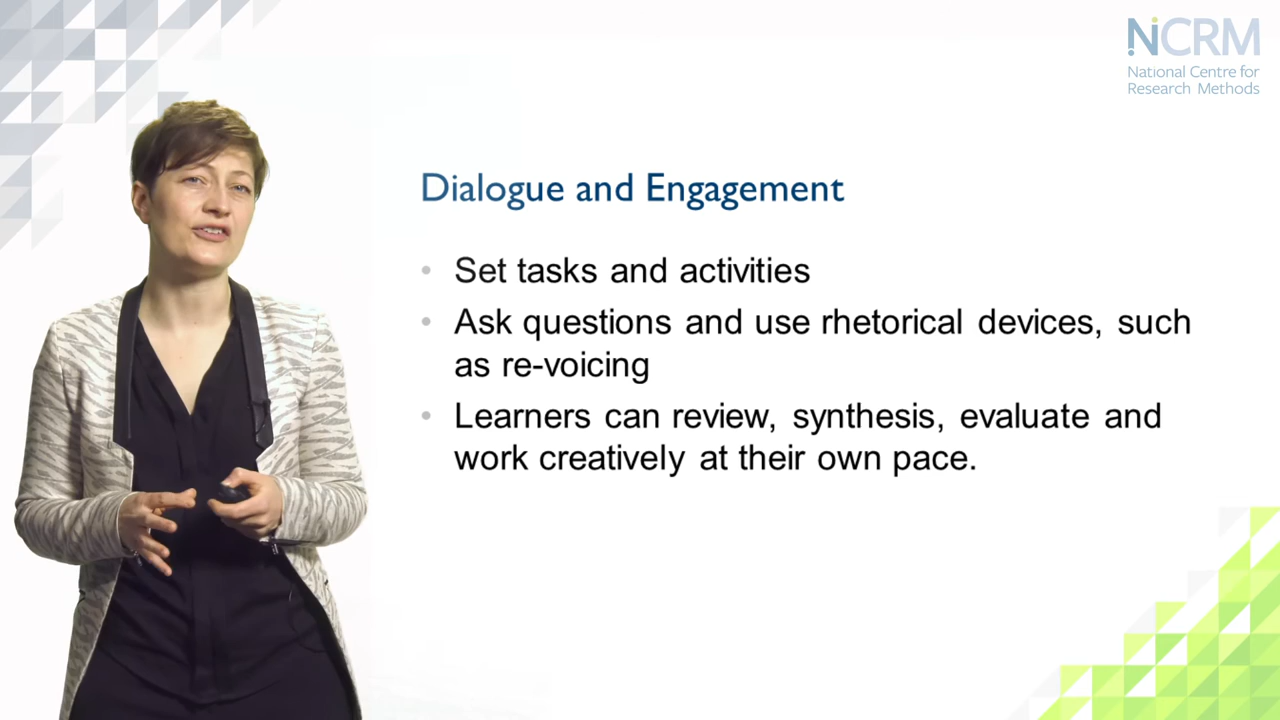 NCRM
National Centre for
Research Methods
Dialogue and Engagement
• Set tasks and activities
• Ask questions and use rhetorical devices, such
as re-voicing
• Learners can review, synthesis, evaluate and
work creatively at their own pace.